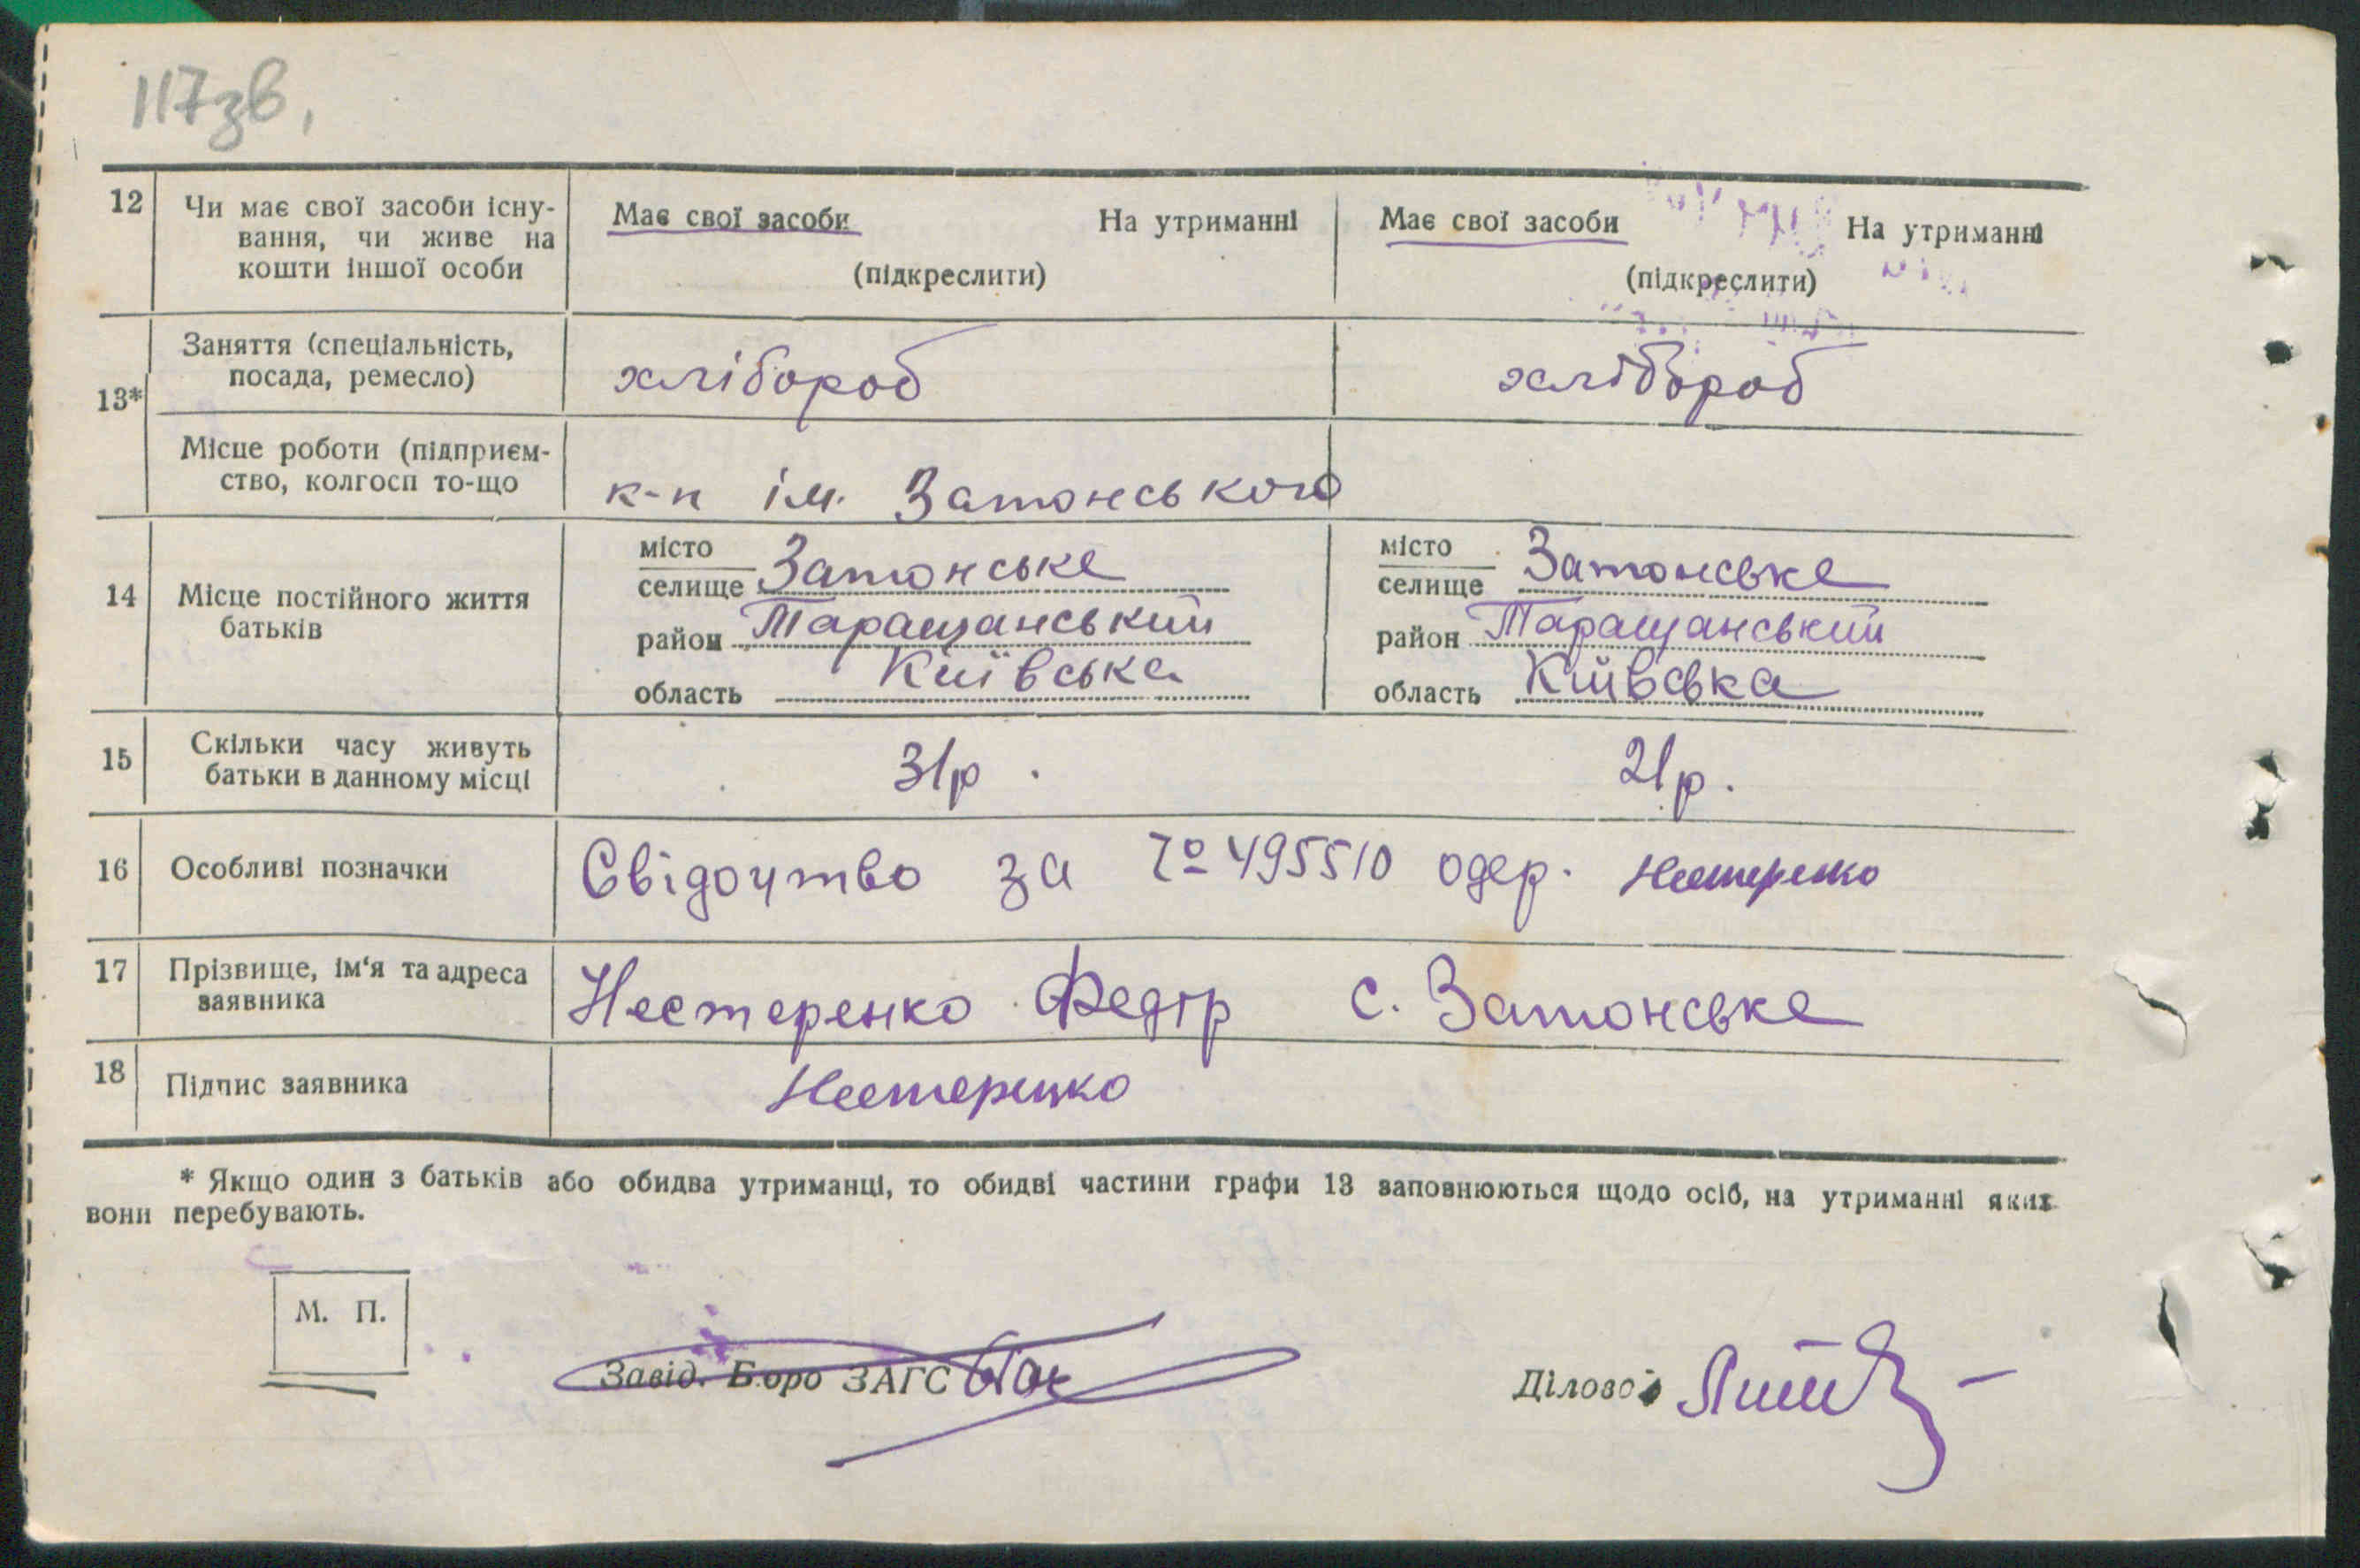 117зв.
12 Чи має свої засоби існу- Має свої засоби На утриманні Має свої засоби На утриманні
вання, чи живе на
кошти іншої особи (підкреслити) (підкреслити)
13* Заняття (спеціальність,
посада, ремесло) хлібороб хлібороб
Місце роботи (підприєм-
ство, колгосп то-що к-п ім. Затонського
14 Місце постійного життя
батьків
місто
селище Затонське
район Таращанський
область Київська
місто
селище Затонське
район Таращанський
область Київська
15 Скільки часу живуть
батьки в данному місці 31р. 21р.
16 Особливі позначки Свідоцтво за № 495510 одер. Нестеренко
17 Прізвище, ім‘я та адреса
заявника Нестеренко Федір с. Затонське
18 Підпис заявника Нестеренко
* Якщо один з батьків або обидва утриманці, то обидві частини графи 13 заповнюються щодо осіб, на утриманні яких
вони перебувають.
М. П.
Завід. Бюро ЗАГС Діловод